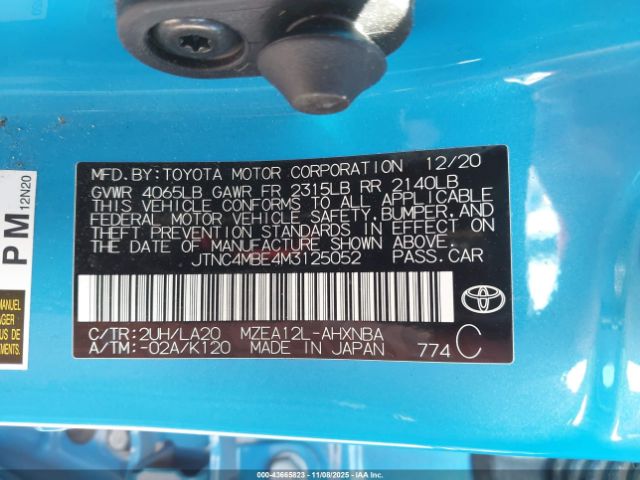 MFD.BY:TOYOTA MOTOR CORPORATION 12/20
GVWR 4065LB GAWR FR 2315LB RR 2140LB
THIS VEHICLE CONFORMS TO ALL APPLICABLE
FEDERAL MOTOR VEHICLE SAFETY,BUMPER,AND
THEFT PREVENTION STANDARDS IN EFFECT ON
THE DATE OF MANUFACTURE SHOWN ABOVE.
JTNC4MBE4M3125052 PASS.CAR
C/TR:2UH/LA20 MZEA12L-AHXNBA
A/TM:-02A/K120 MADE IN JAPAN 774 C
TOYOTA
PM
12N20
000-43665823 - 11/08/2025 - IAAI - PUBLIC